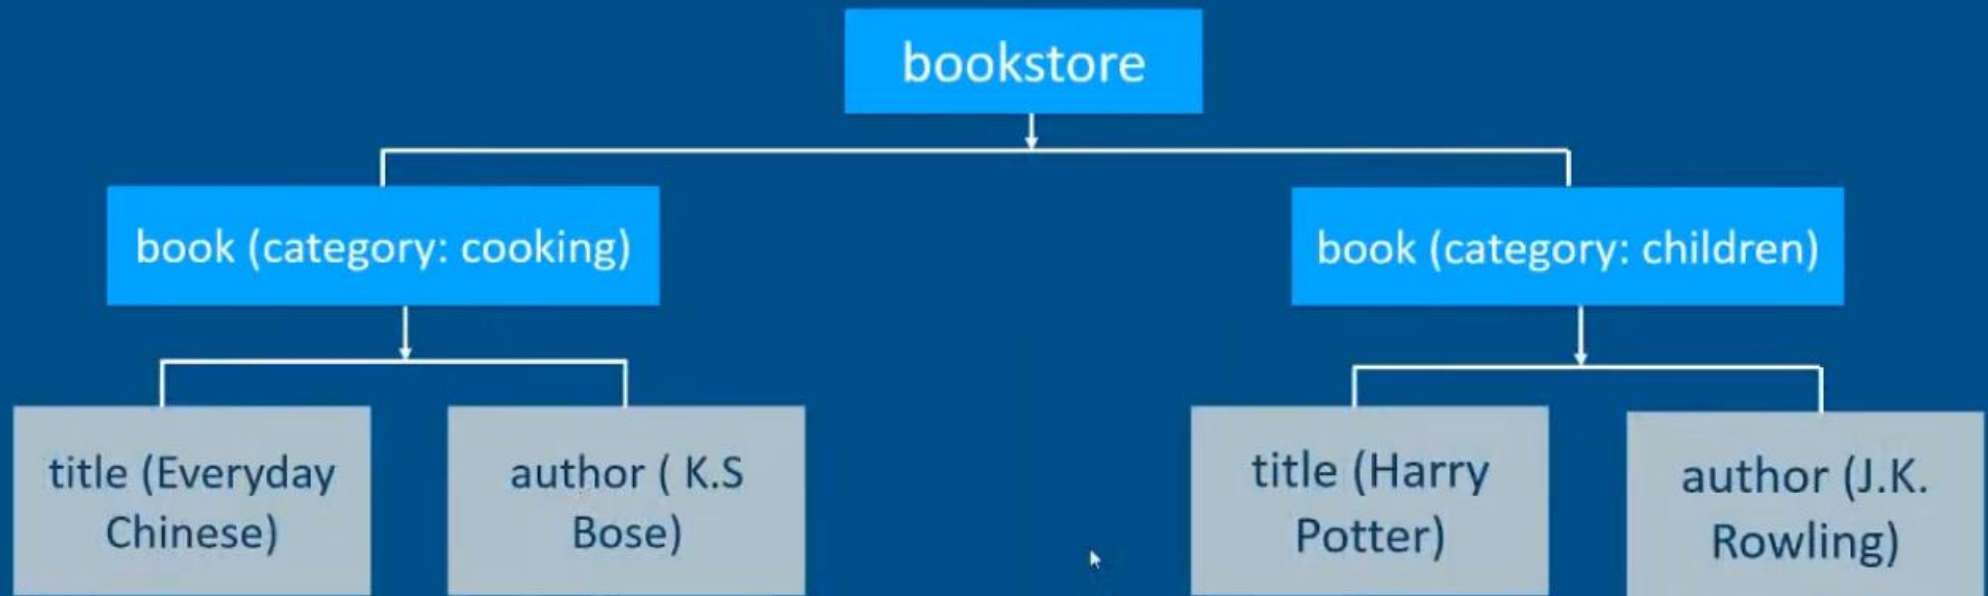 bookstore
book (category: cooking)
book (category: children)
title (Everyday
Chinese)
author ( K.S
Bose)
title (Harry
Potter)
author (J.K.
Rowling)